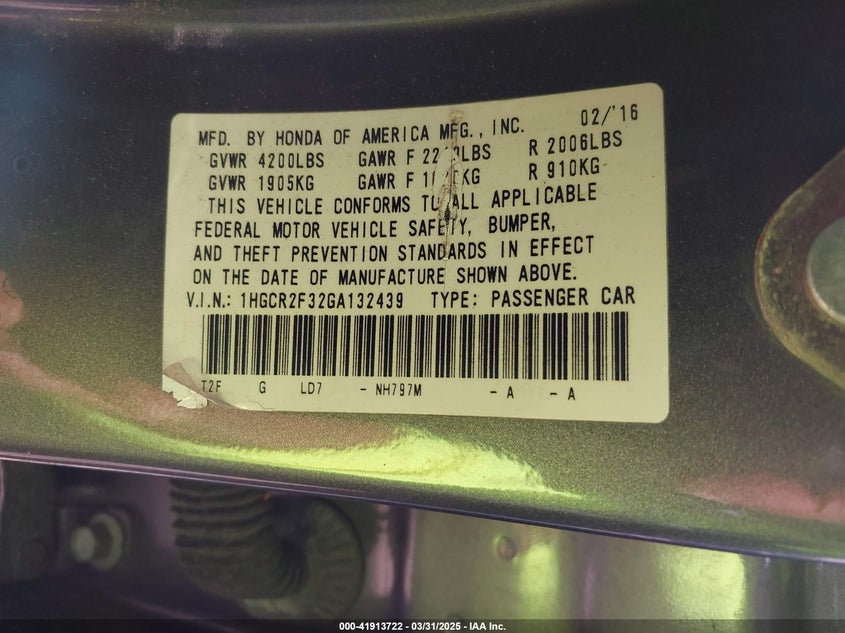 MFD. BY HONDA OF AMERICA MFG., INC. 02/'16
GVWR 4200LBS GAWR F R 2006LBS
GVWR 1905KG GAWR F R 910KG
THIS VEHICLE CONFORMS TO ALL APPLICABLE
FEDERAL MOTOR VEHICLE SAFETY, BUMPER,
AND THEFT PREVENTION STANDARDS IN EFFECT
ON THE DATE OF MANUFACTURE SHOWN ABOVE.
V.I.N.: 1HGCR2F32GA132439 TYPE: PASSENGER CAR
T2F G LD7 - NH797M - A - A
000-41913722 - 03/31/2025 - IAA Inc.